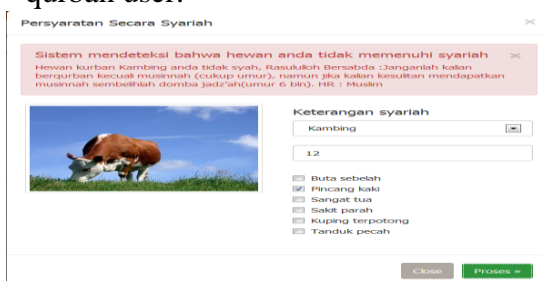 qurban user.
Persyaratan Secara Syariah
Sistem mendeteksi bahwa hewan anda tidak memenuhi syariah
Hewan kurban Kambing anda tidak syah, Rasululloh Bersabda :Janganlah kalian
berqurban kecuali musinnah (cukup umur), namun jika kalian kesulitan mendapatkan
musinnah sembelihlah domba jadz'ah(umur 6 bln). HR : Muslim
Keterangan syariah
Kambing
12
Buta sebelah
Pincang kaki
Sangat tua
Sakit parah
Kuping terpotong
Tanduk pecah
Close
Proses »